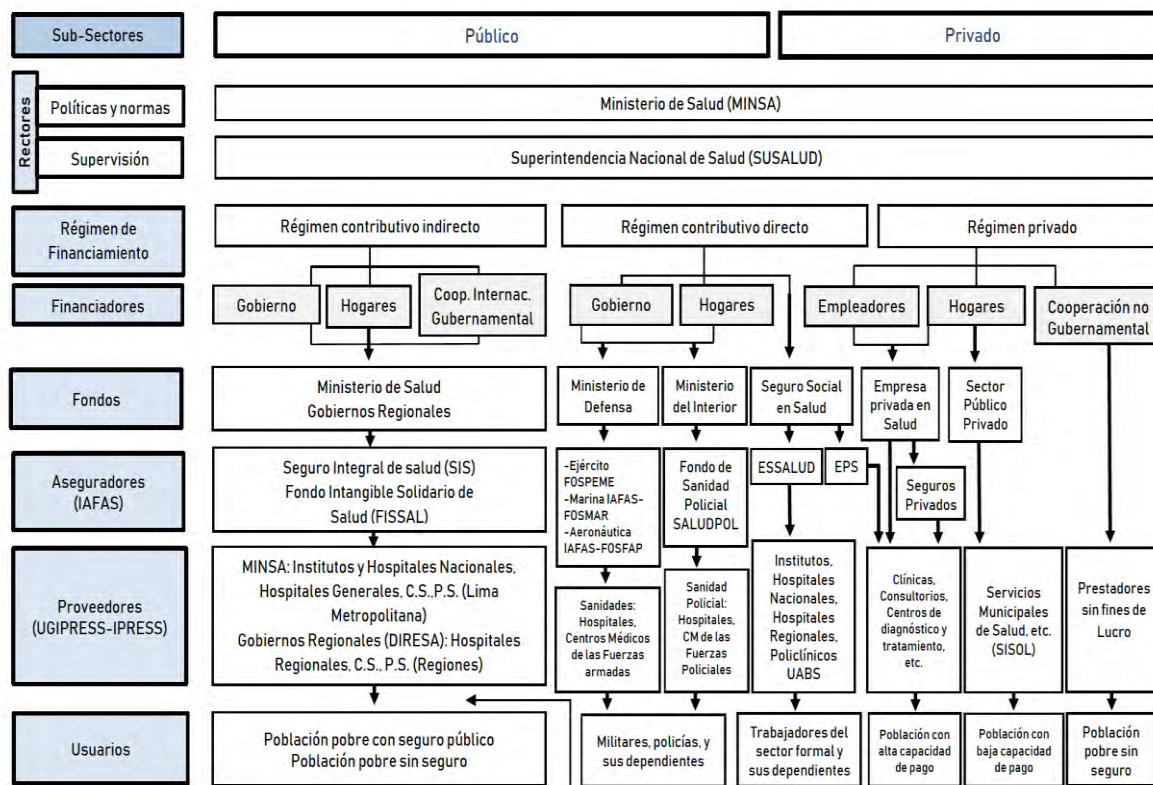 Sub-Sectores
Público
Privado
Rectores
Políticas y normas
Ministerio de Salud (MINSA)
Supervisión
Superintendencia Nacional de Salud (SUSALUD)
Régimen de
Financiamiento
Régimen contributivo indirecto
Régimen contributivo directo
Régimen privado
Financiadores
Gobierno
Hogares
Coop. Internac.
Gubernamental
Gobierno
Hogares
Empleadores
Hogares
Cooperación no
Gubernamental
Fondos
Ministerio de Salud
Gobiernos Regionales
Ministerio de
Defensa
Ministerio
del Interior
Seguro Social
en Salud
Empresa
privada en
Salud
Sector
Público
Privado
Aseguradores
(IAFAS)
Seguro Integral de salud (SIS)
Fondo Intangible Solidario de
Salud (FISSAL)
-Ejército
FOSPEME
-Marina IAFAS-
FOSMAR
-Aeronáutica
IAFAS-FOSFAP
Fondo de
Sanidad
Policial
SALUDPOL
ESSALUD
EPS
Seguros
Privados
Proveedores
(UGIPRESS-IPRESS)
MINSA: Institutos y Hospitales Nacionales,
Hospitales Generales, C.S.,P.S. (Lima
Metropolitana)
Gobiernos Regionales (DIRESA): Hospitales
Regionales, C.S., P.S. (Regiones)
Sanidades:
Hospitales,
Centros Médicos
de las Fuerzas
armadas
Sanidad
Policial:
Hospitales,
CM de las
Fuerzas
Policiales
Institutos,
Hospitales
Nacionales,
Hospitales
Regionales,
Policlínicos
UABS
Clínicas,
Consultorios,
Centros de
diagnóstico y
tratamiento,
etc.
Servicios
Municipales
de Salud, etc.
(SISOL)
Prestadores
sin fines de
Lucro
Usuarios
Población pobre con seguro público
Población pobre sin seguro
Militares, policías, y
sus dependientes
Trabajadores del
sector formal y
sus dependientes
Población con
alta capacidad
de pago
Población con
baja capacidad
de pago
Población
pobre sin
seguro